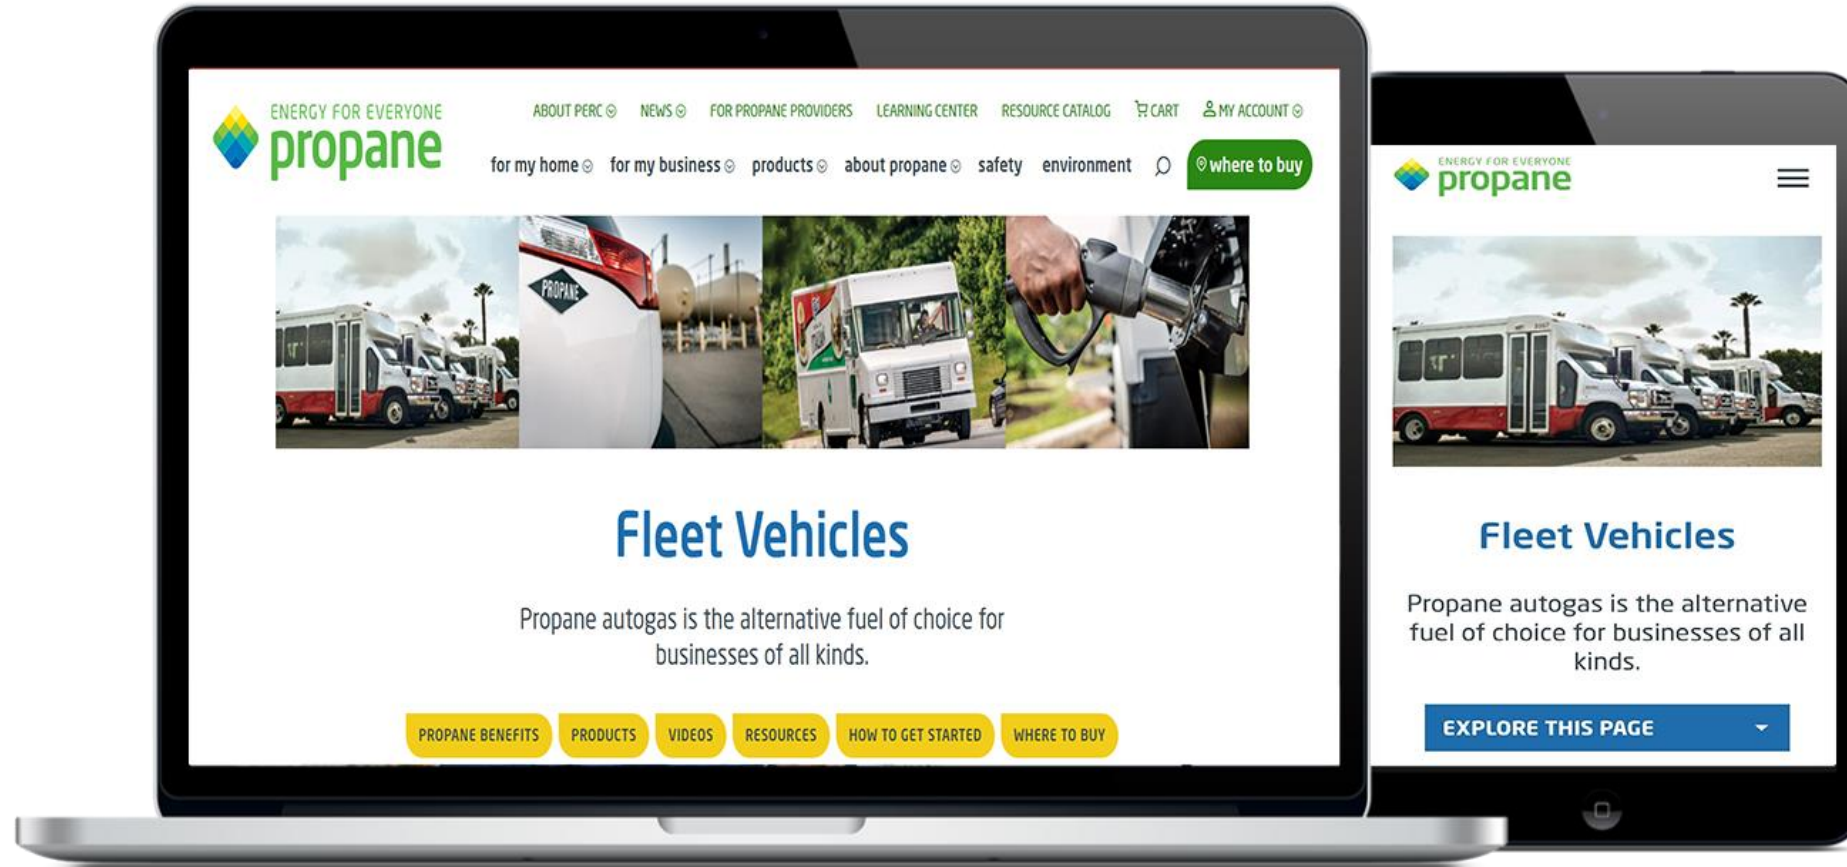 ENERGY FOR EVERYONE
propane
ABOUT PERC NEWS FOR PROPANE PROVIDERS LEARNING CENTER RESOURCE CATALOG CART MY ACCOUNT
for my home for my business products about propane safety environment where to buy
PROPANE
Fleet Vehicles
Propane autogas is the alternative fuel of choice for
businesses of all kinds.
PROPANE BENEFITS PRODUCTS VIDEOS RESOURCES HOW TO GET STARTED WHERE TO BUY
ENERGY FOR EVERYONE
propane
Fleet Vehicles
Propane autogas is the alternative
fuel of choice for businesses of all
kinds.
EXPLORE THIS PAGE